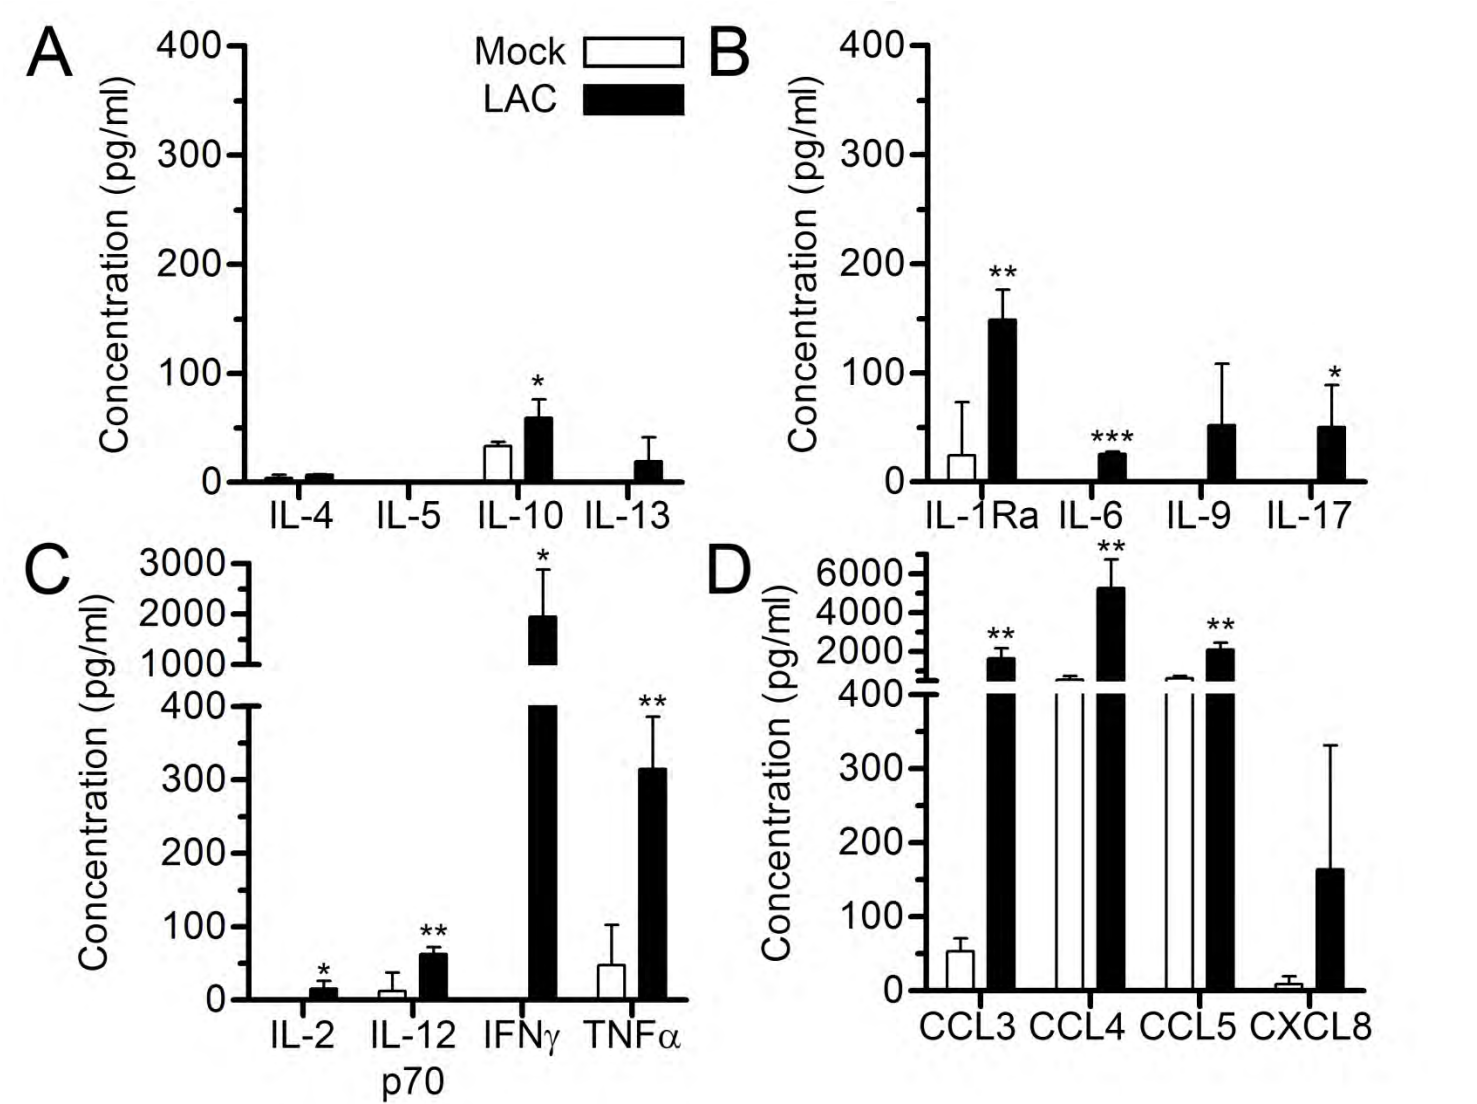 A
Mock
LAC
Concentration (pg/ml)
400
300
200
100
0
*
IL-4 IL-5 IL-10 IL-13
B
Concentration (pg/ml)
400
300
200
100
0
**
***
*
IL-1Ra IL-6 IL-9 IL-17
C
Concentration (pg/ml)
3000
2000
1000
400
300
200
100
0
*
**
*
**
IL-2 IL-12 IFNγ TNFα
p70
D
Concentration (pg/ml)
6000
4000
2000
400
300
200
100
0
**
**
**
CCL3 CCL4 CCL5 CXCL8